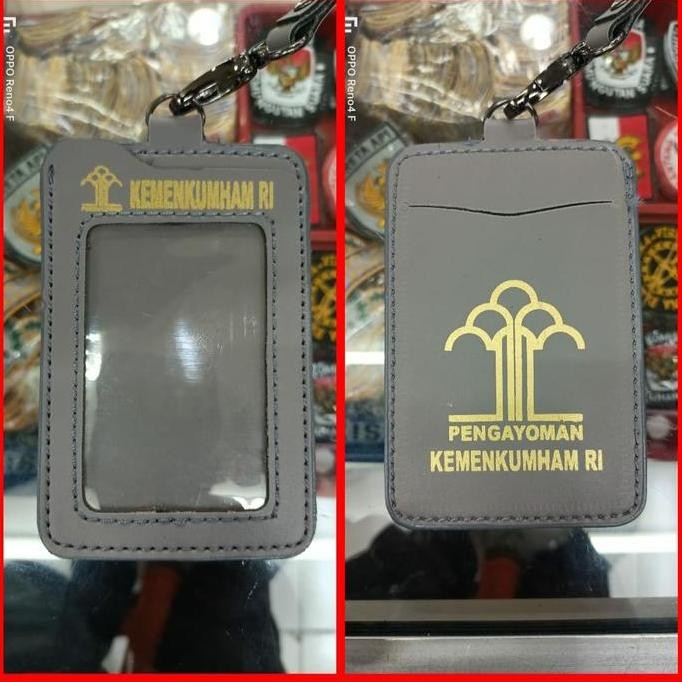 OPPO Reno4 F
KEMENKUMHAM RI
OPPO Reno4 F
PENGAYOMAN
KEMENKUMHAM RI